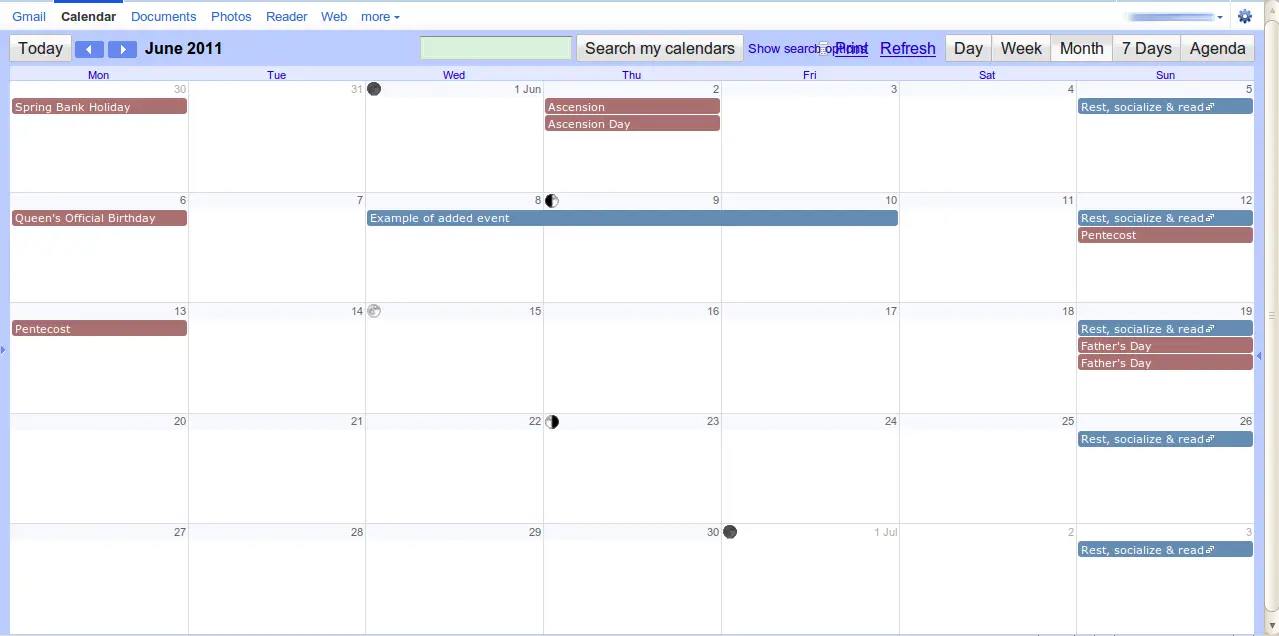 Gmail Calendar Documents Photos Reader Web more
Today June 2011 Search my calendars Show search options Print Refresh Day Week Month 7 Days Agenda
Mon Tue Wed Thu Fri Sat Sun
30 31 1 Jun 2 3 4 5
Spring Bank Holiday Ascension Rest, socialize & read
Ascension Day
6 7 8 9 10 11 12
Queen's Official Birthday Example of added event Rest, socialize & read
Pentecost
13 14 15 16 17 18 19
Pentecost Rest, socialize & read
Father's Day
Father's Day
20 21 22 23 24 25 26
Rest, socialize & read
27 28 29 30 1 Jul 2 3
Rest, socialize & read